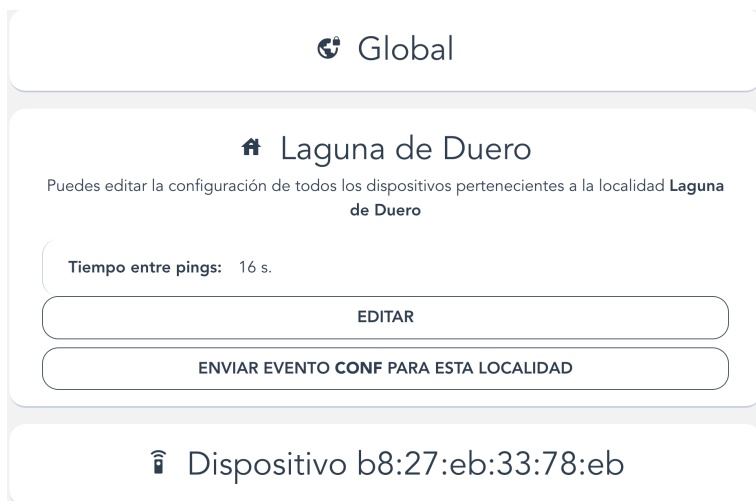 Global
Laguna de Duero
Puedes editar la configuración de todos los dispositivos pertenecientes a la localidad Laguna
de Duero
Tiempo entre pings: 16 s.
EDITAR
ENVIAR EVENTO CONF PARA ESTA LOCALIDAD
Dispositivo b8:27:eb:33:78:eb